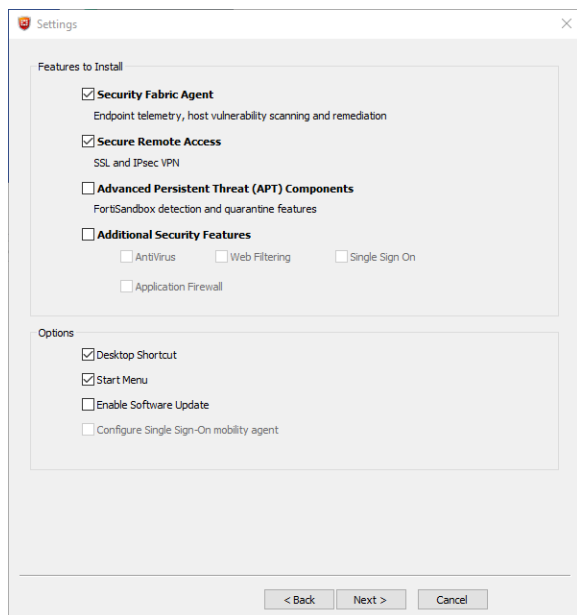 Settings
Features to Install
Security Fabric Agent
Endpoint telemetry, host vulnerability scanning and remediation
Secure Remote Access
SSL and IPsec VPN
Advanced Persistent Threat (APT) Components
FortiSandbox detection and quarantine features
Additional Security Features
AntiVirus Web Filtering Single Sign On
Application Firewall
Options
Desktop Shortcut
Start Menu
Enable Software Update
Configure Single Sign-On mobility agent
< Back Next > Cancel